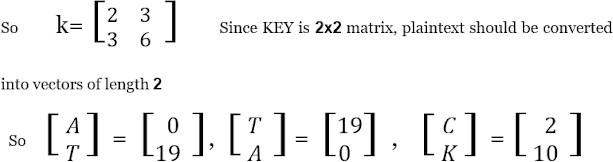 So k= [ 2 3 ] Since KEY is 2x2 matrix, plaintext should be converted
[ 3 6 ]
into vectors of length 2
So [ A ] = [ 0 ] , [ T ] = [ 19 ] , [ C ] = [ 2 ]
[ T ] [ 19 ] [ A ] [ 0 ] [ K ] [ 10 ]